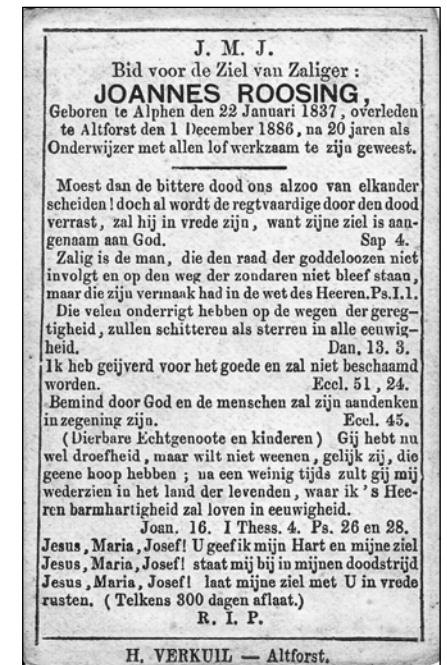 J. M. J.
Bid voor de Ziel van Zaliger :
JOANNES ROOSING,
Geboren te Alphen den 22 Januari 1837, overleden
te Altforst den 1 December 1886, na 20 jaren als
Onderwijzer met allen lof werkzaam te zijn geweest.
Moest dan de bittere dood ons alzoo van elkander
scheiden! doch al wordt de regtvaardige door den dood
verrast, zal hij in vrede zijn, want zijne ziel is aan-
genaam aan God. Sap 4.
Zalig is de man, die den raad der goddeloozen niet
involgt en op den weg der zondaren niet bleef staan,
maar die zijn vermaak had in de wet des Heeren.Ps.I.1.
Die velen onderrigt hebben op de wegen der gereg-
tigheid, zullen schitteren als sterren in alle eeuwig-
heid. Dan. 13. 3.
Ik heb geijverd voor het goede en zal niet beschaamd
worden. Eccl. 51, 24.
Bemind door God en de menschen zal zijn aandenken
in zegening zijn. Eccl. 45.
(Dierbare Echtgenoote en kinderen) Gij hebt nu
wel droefheid, maar wilt niet weenen, gelijk zij, die
geene hoop hebben ; na een weinig tijds zult gij mij
wederzien in het land der levenden, waar ik 's Hee-
ren barmhartigheid zal loven in eeuwigheid.
Joan. 16. I Thess. 4. Ps. 26 en 28.
Jesus, Maria, Josef! U geef ik mijn Hart en mijne ziel
Jesus, Maria, Josef! staat mij bij in mijnen doodstrijd
Jesus, Maria, Josef! laat mijne ziel met U in vrede
rusten. (Telkens 300 dagen aflaat.)
R. I. P.
H. VERKUIL — Altforst.